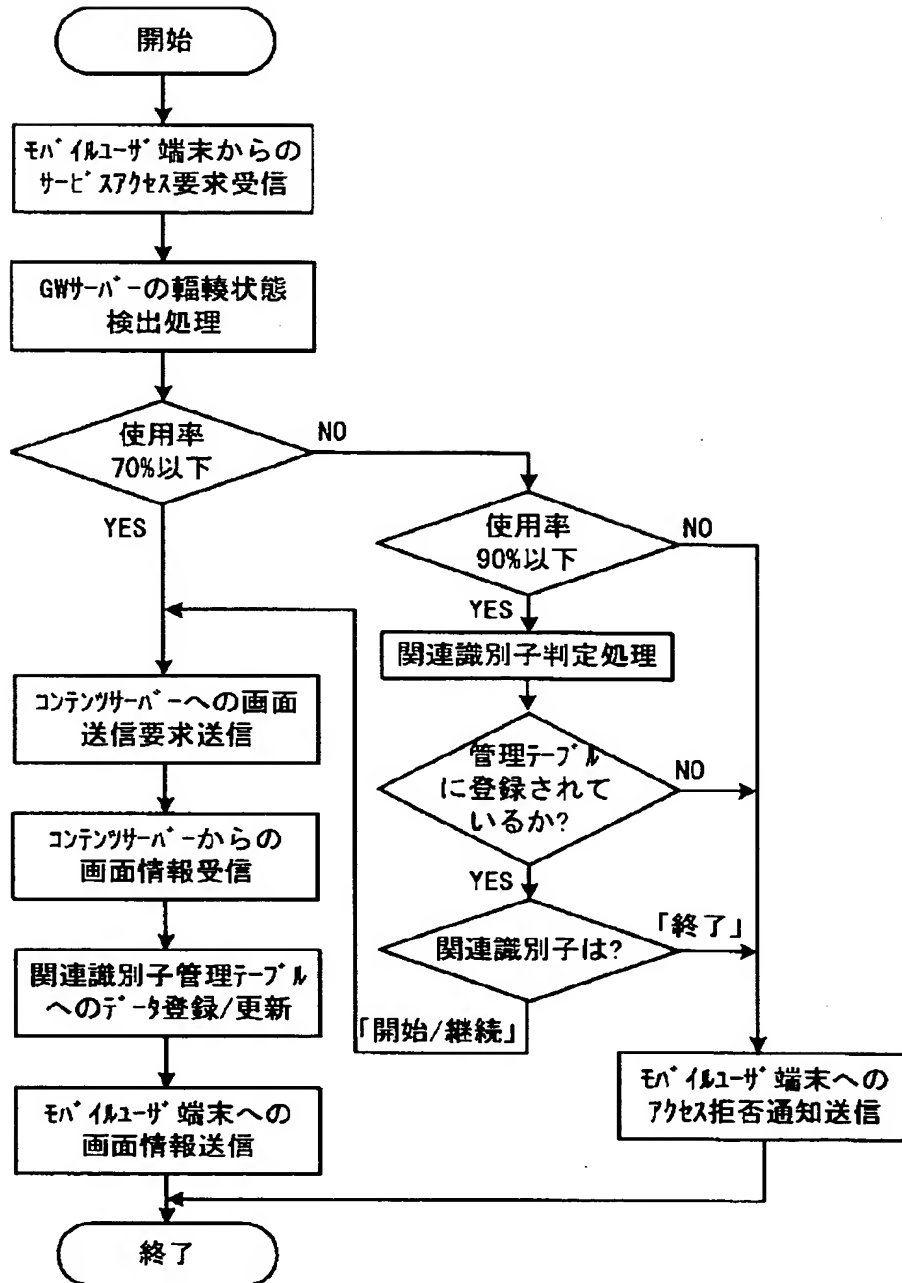 開始
モバイルユーザ端末からの
サービスアクセス要求受信
GWサーバーの輻輳状態
検出処理
使用率
70%以下
NO
YES
使用率
90%以下
NO
YES
関連識別子判定処理
コンテンツサーバーへの画面
送信要求送信
管理テーブル
に登録されて
いるか?
NO
YES
コンテンツサーバーからの
画面情報受信
関連識別子は?
「終了」
「開始/継続」
関連識別子管理テーブル
へのデータ登録/更新
モバイルユーザ端末への
画面情報送信
モバイルユーザ端末への
アクセス拒否通知送信
終了